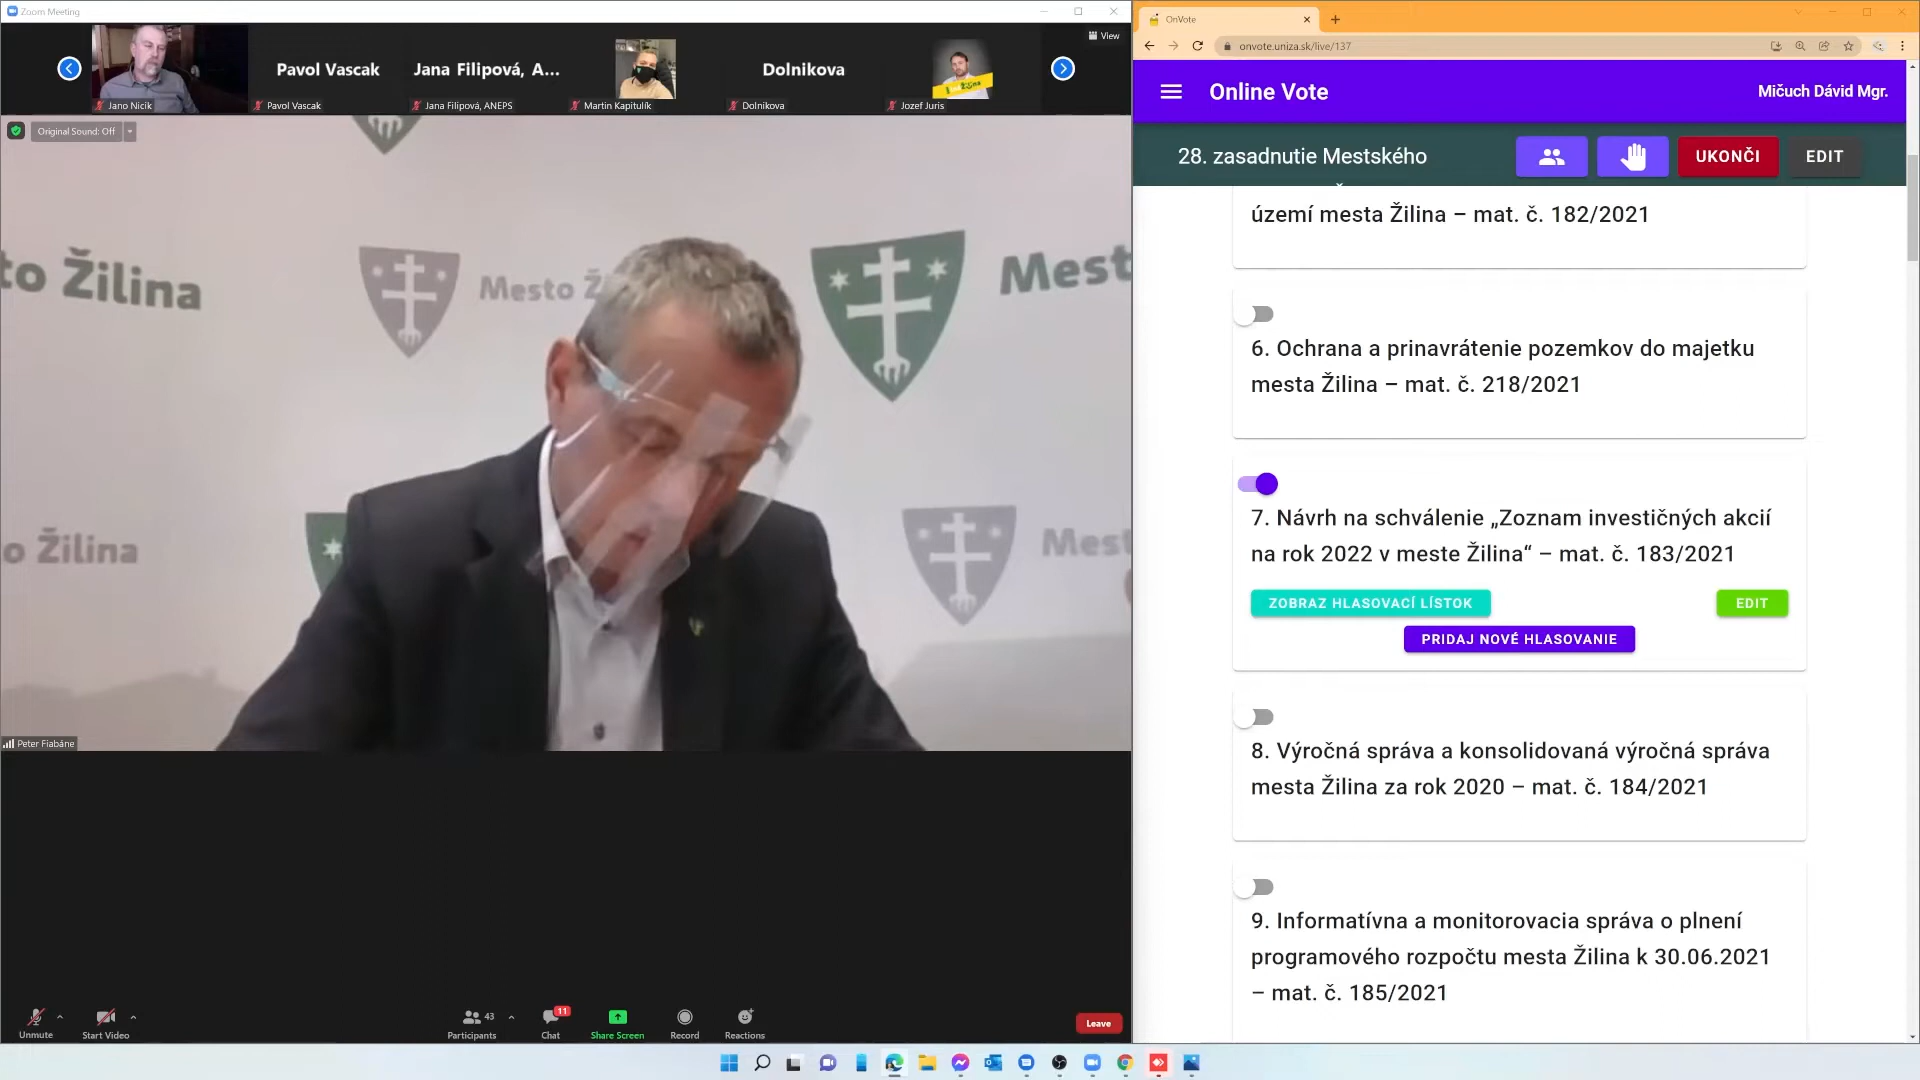 Zoom Meeting
View
Pavol Vascak
Jana Filipová, A...
Dolnikova
Jano Nicík
Pavol Vascak
Jana Filipová, ANEPS
Martin Kapitulík
Dolnikova
Jozef Juris
Original Sound: Off
to Žilina
Mesto Ž
Mest
o Žilina
Mest
Peter Fiabáne
Unmute
Start Video
43
Participants
11
Chat
Share Screen
Record
Reactions
Leave
OnVote
onvote.uniza.sk/live/137
Online Vote
Mičuch Dávid Mgr.
28. zasadnutie Mestského
UKONČI
EDIT
území mesta Žilina – mat. č. 182/2021
6. Ochrana a prinavrátenie pozemkov do majetku
mesta Žilina – mat. č. 218/2021
7. Návrh na schválenie „Zoznam investičných akcií
na rok 2022 v meste Žilina“ – mat. č. 183/2021
ZOBRAZ HLASOVACÍ LÍSTOK
EDIT
PRIDAJ NOVÉ HLASOVANIE
8. Výročná správa a konsolidovaná výročná správa
mesta Žilina za rok 2020 – mat. č. 184/2021
9. Informatívna a monitorovacia správa o plnení
programového rozpočtu mesta Žilina k 30.06.2021
– mat. č. 185/2021